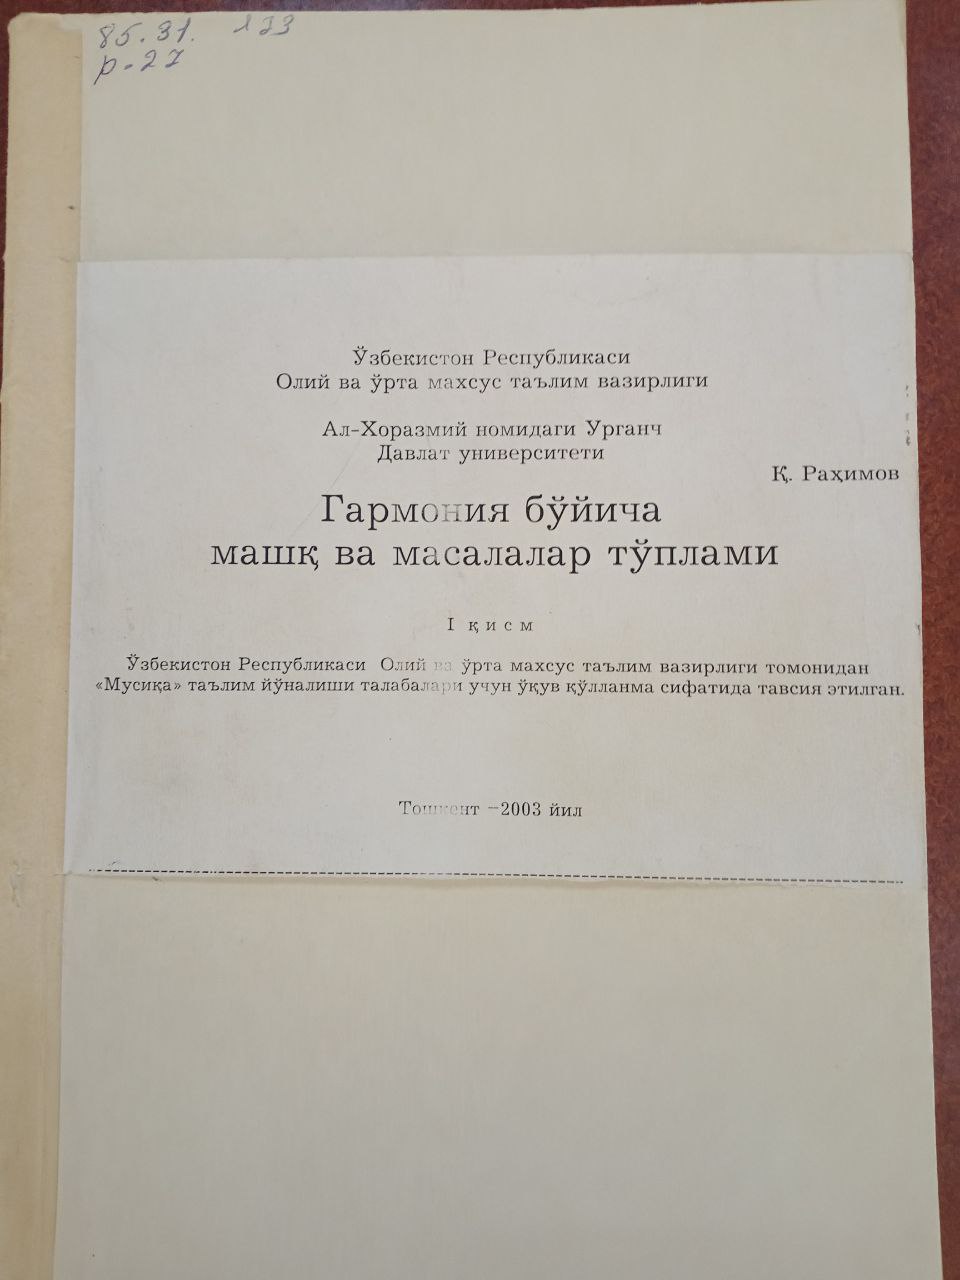 85.31.
р-27
Ўзбекистон Республикаси
Олий ва ўрта махсус таълим вазирлиги
Ал-Хоразмий номидаги Урганч
Давлат университети
Қ. Раҳимов
Гармония бўйича
машқ ва масалалар тўплами
I қисм
Ўзбекистон Республикаси Олий ва ўрта махсус таълим вазирлиги томонидан
«Мусиқа» таълим йўналиши талабалари учун ўқув қўлланма сифатида тавсия этилган.
Тошкент -2003 йил